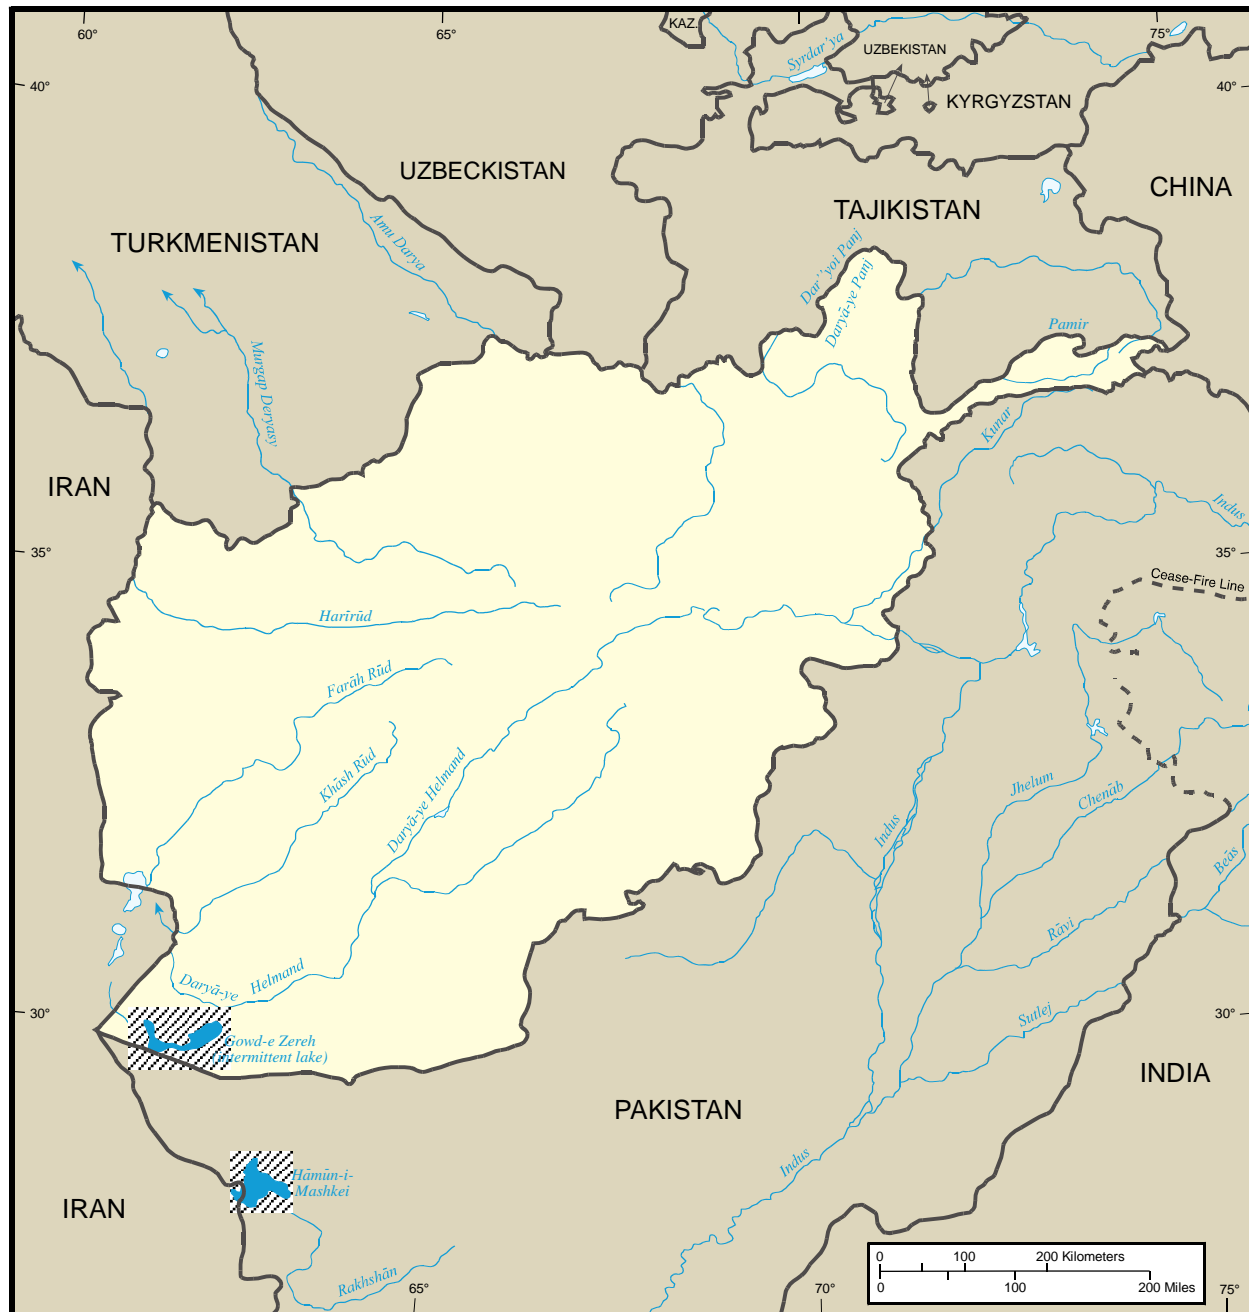 60°
65°
75°
KAZ.
Syrdar'ya
UZBEKISTAN
40°
40°
KYRGYZSTAN
UZBECKISTAN
CHINA
TAJIKISTAN
TURKMENISTAN
Amu Darya
Dar''yoi Panj
Daryā-ye Panj
Pamir
Murgap Deryasy
Kunar
IRAN
Indus
35°
35°
Cease-Fire Line
Harīrūd
Farāh Rūd
Khāsh Rūd
Daryā-ye Helmand
Jhelum
Chenāb
Indus
Beās
Rāvi
Daryā-ye Helmand
30°
30°
Sutlej
Gowd-e Zereh
(intermittent lake)
INDIA
PAKISTAN
Indus
Hāmūn-i-
Mashkei
IRAN
Rakhshān
0 100 200 Kilometers
0 100 200 Miles
65°
70°
75°